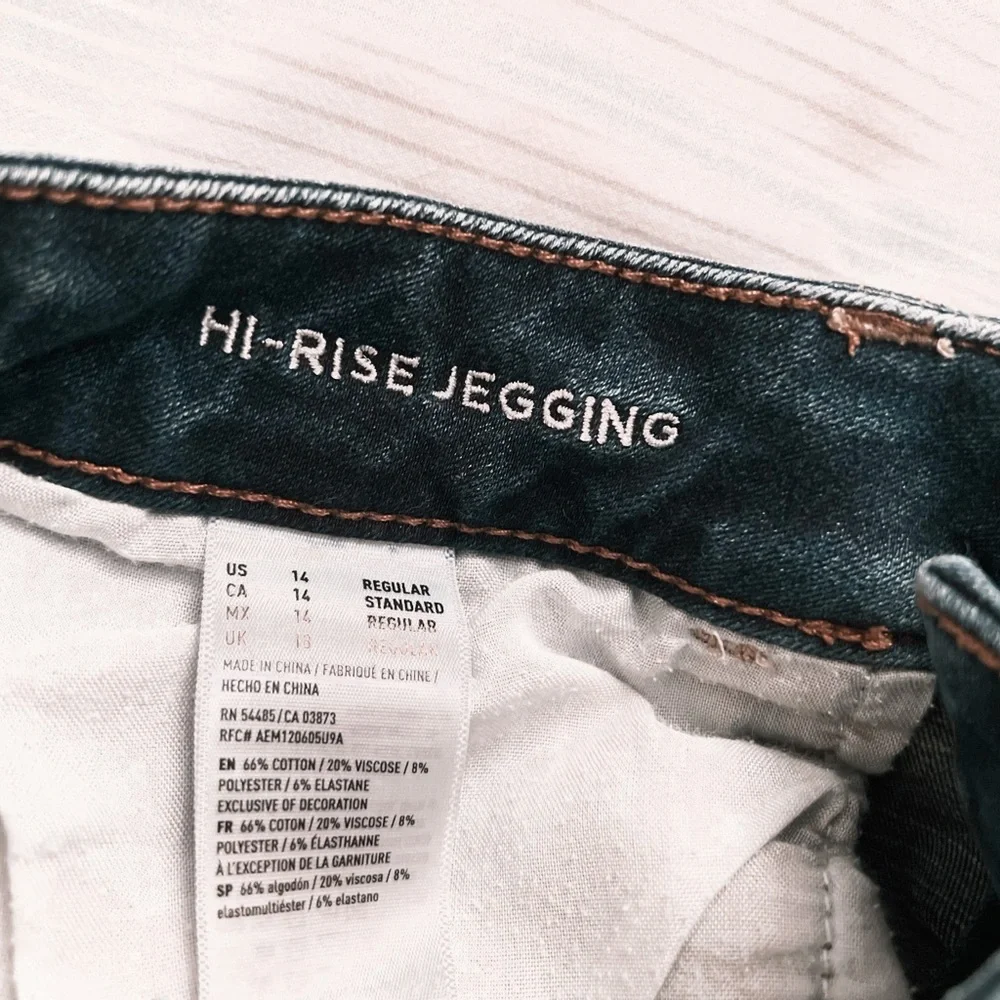 HI-RISE JEGGING
US 14 REGULAR
CA 14 STANDARD
MX 14 REGULAR
UK 18 REGULAR
MADE IN CHINA / FABRIQUÉ EN CHINE /
HECHO EN CHINA
RN 54485/CA 03873
RFC# AEM120605U9A
EN 66% COTTON / 20% VISCOSE / 8%
POLYESTER / 6% ELASTANE
EXCLUSIVE OF DECORATION
FR 66% COTON / 20% VISCOSE / 8%
POLYESTER / 6% ÉLASTHANNE
À L'EXCEPTION DE LA GARNITURE
SP 66% algodón / 20% viscosa / 8%
elastomultiéster / 6% elastano